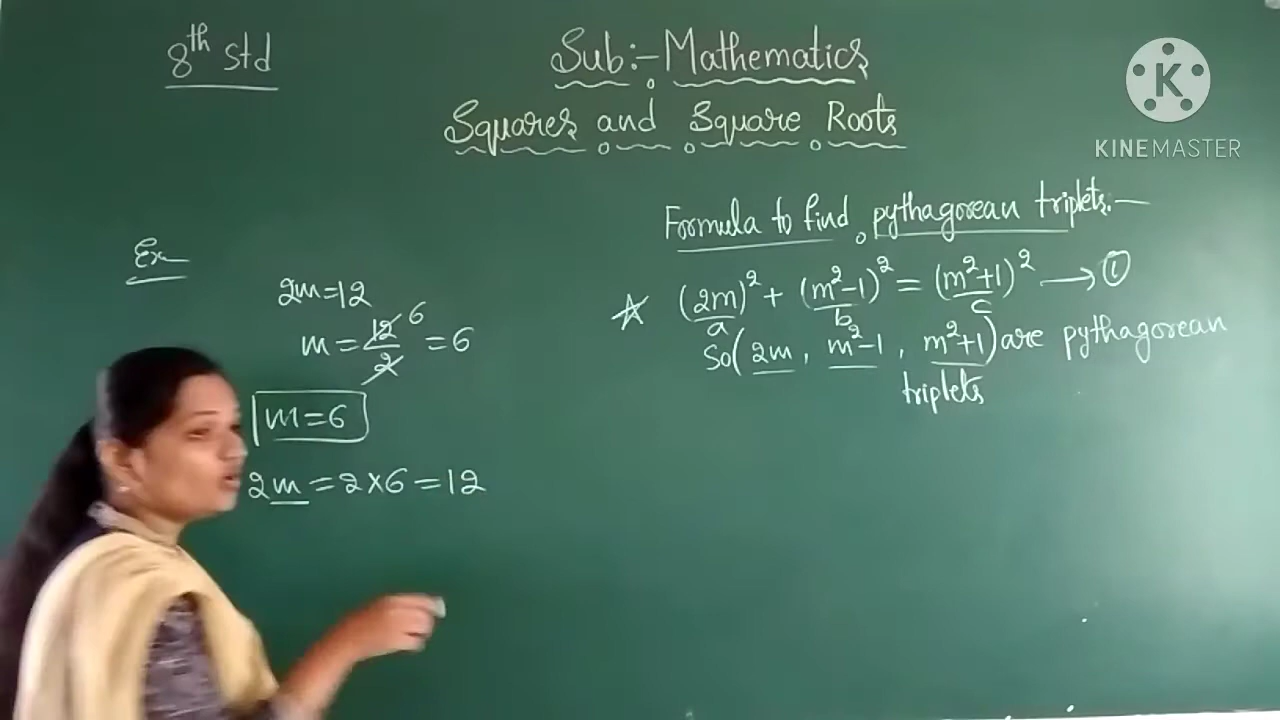 8th std
Sub:- Mathematics
Squares and Square Roots
K
KINEMASTER
Formula to find pythagorean triplets.—
(2m)² + (m²-1)² = (m²+1)² → ①
a b c
So (2m, m²-1, m²+1) are pythagorean
triplets
Ex
2m=12
m = 12/2 6 = 6
m=6
2m = 2×6 = 12